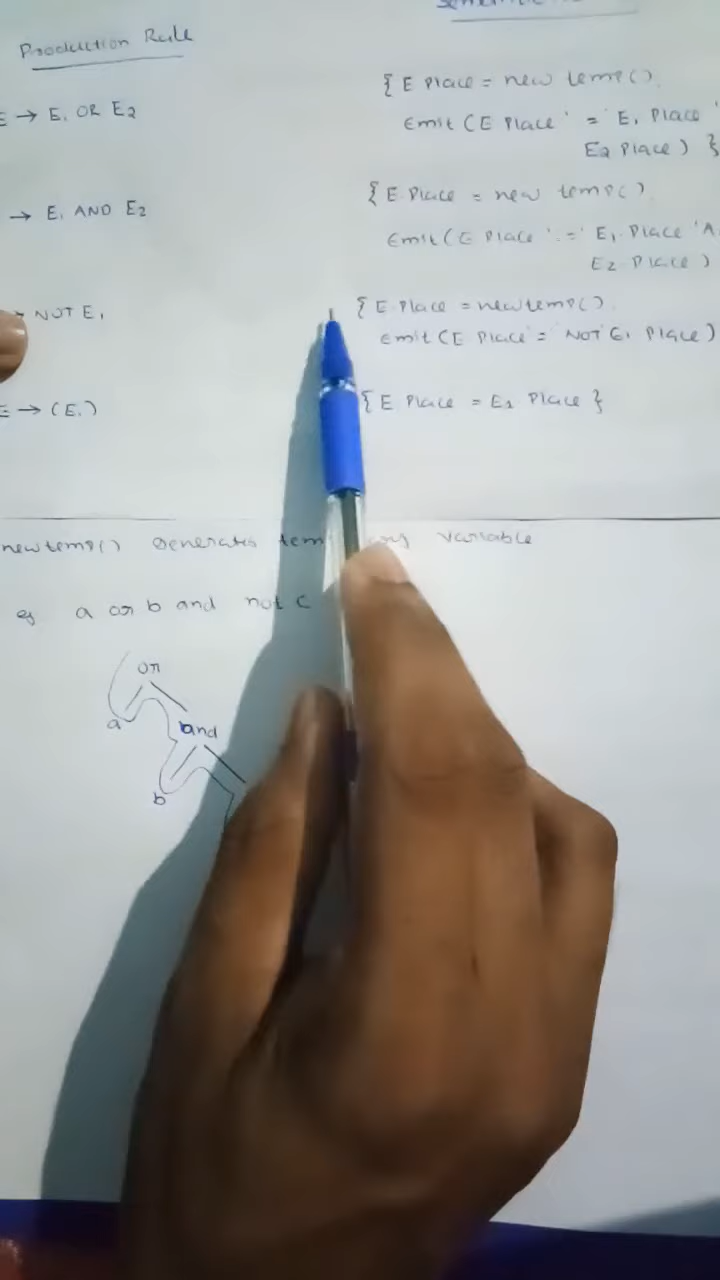 Production Rule
E → E1 OR E2
{ E Place = new temp()
Emit (E Place ' = ' E1 Place '
E2 Place ) }
→ E1 AND E2
{ E.Place = new temp()
Emit (E Place ' = ' E1.Place 'A
E2.Place )
NOT E1
{ E.Place = newtemp().
emit (E Place ' = ' NOT E1 Place)
E → (E1)
{ E Place = E1 Place }
newtemp() generates variable
eg a or b and not c
or
a
and
b